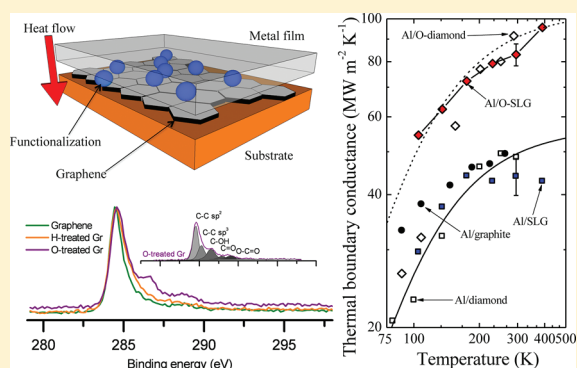 Heat flow
Metal film
Functionalization
Graphene
Substrate
Graphene
H-treated Gr
O-treated Gr
O-treated Gr
C-C sp²
C-C sp³
C-OH
C=O
O-C=O
280 285 290 295
Binding energy (eV)
Thermal boundary conductance (MW m⁻² K⁻¹)
100
80
60
40
20
Al/O-diamond
Al/O-SLG
Al/graphite
Al/SLG
Al/diamond
75 100 200 300 400 500
Temperature (K)